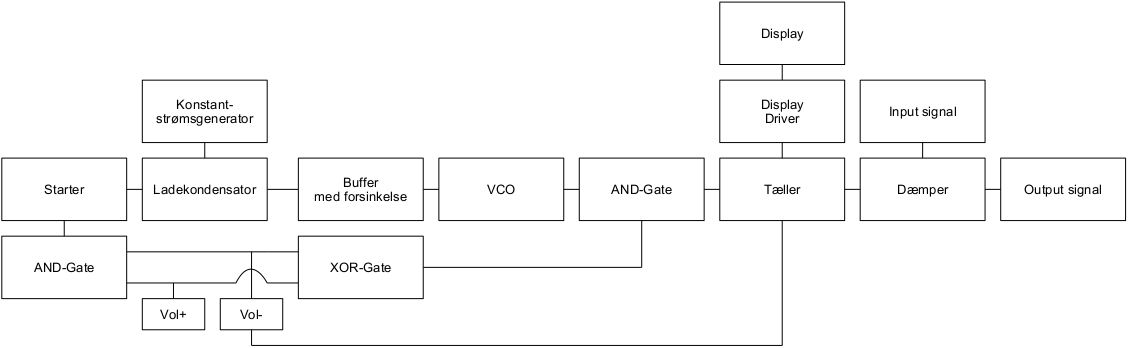 Display
Konstant-
strømsgenerator
Display
Driver
Input signal
Starter
Ladekondensator
Buffer
med forsinkelse
VCO
AND-Gate
Tæller
Dæmper
Output signal
AND-Gate
XOR-Gate
Vol+
Vol-